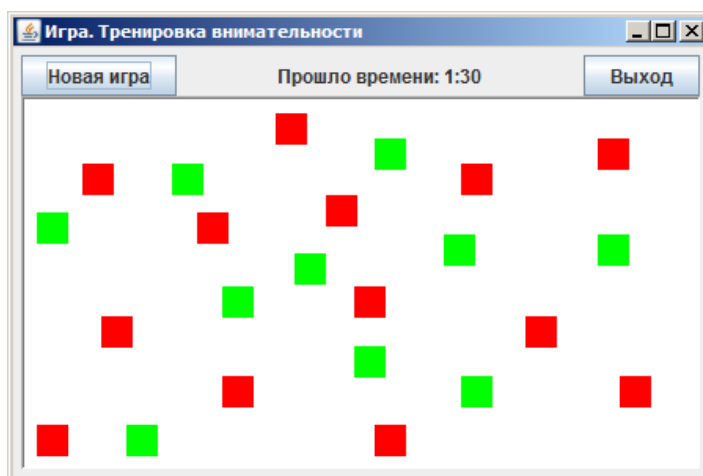 Игра. Тренировка внимательности
Новая игра
Прошло времени: 1:30
Выход